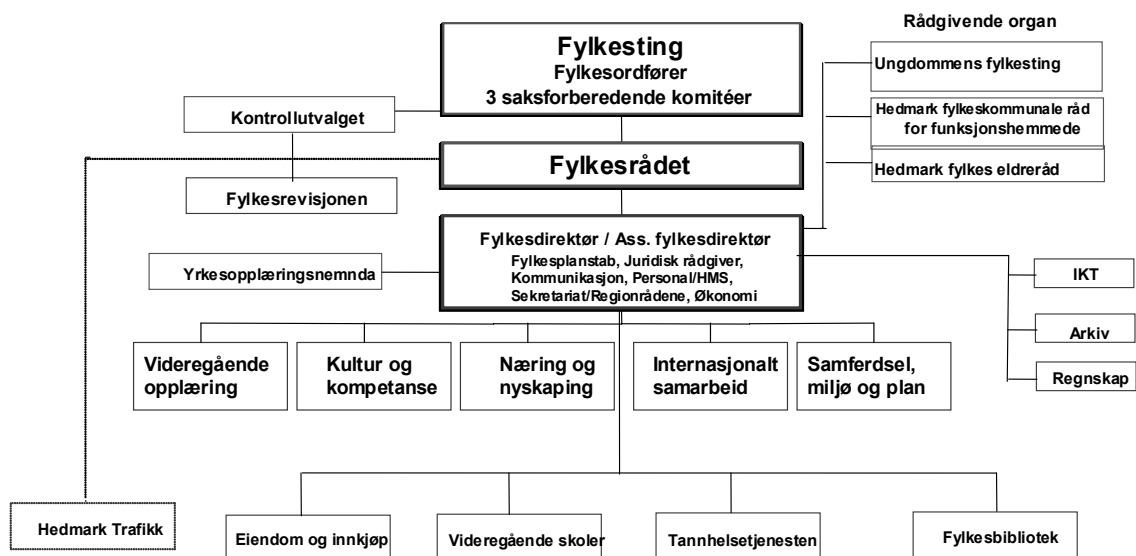 Rådgivende organ
Fylkesting
Fylkesordfører
3 saksforberedende komitéer
Ungdommens fylkesting
Hedmark fylkeskommunale råd
for funksjonshemmede
Hedmark fylkes eldreråd
Kontrollutvalget
Fylkesrådet
Fylkesrevisjonen
Fylkesdirektør / Ass. fylkesdirektør
Fylkesplanstab, Juridisk rådgiver,
Kommunikasjon, Personal/HMS,
Sekretariat/Regionrådene, Økonomi
Yrkesopplæringsnemnda
IKT
Arkiv
Regnskap
Videregående
opplæring
Kultur og
kompetanse
Næring og
nyskaping
Internasjonalt
samarbeid
Samferdsel,
miljø og plan
Hedmark Trafikk
Eiendom og innkjøp
Videregående skoler
Tannhelsetjenesten
Fylkesbibliotek